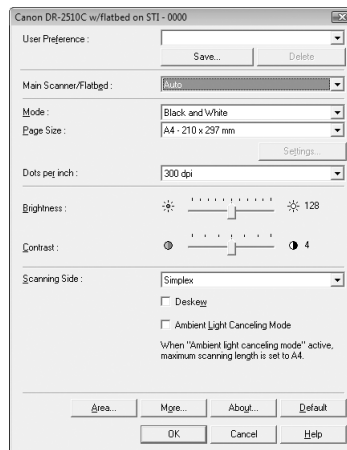 Canon DR-2510C w/flatbed on STI - 0000
User Preference :
Save... Delete
Main Scanner/Flatbed : Auto
Mode : Black and White
Page Size : A4 - 210 x 297 mm
Settings...
Dots per inch : 300 dpi
Brightness : 128
Contrast : 4
Scanning Side : Simplex
Deskew
Ambient Light Canceling Mode
When "Ambient light canceling mode" active,
maximum scanning length is set to A4.
Area... More... About... Default
OK Cancel Help